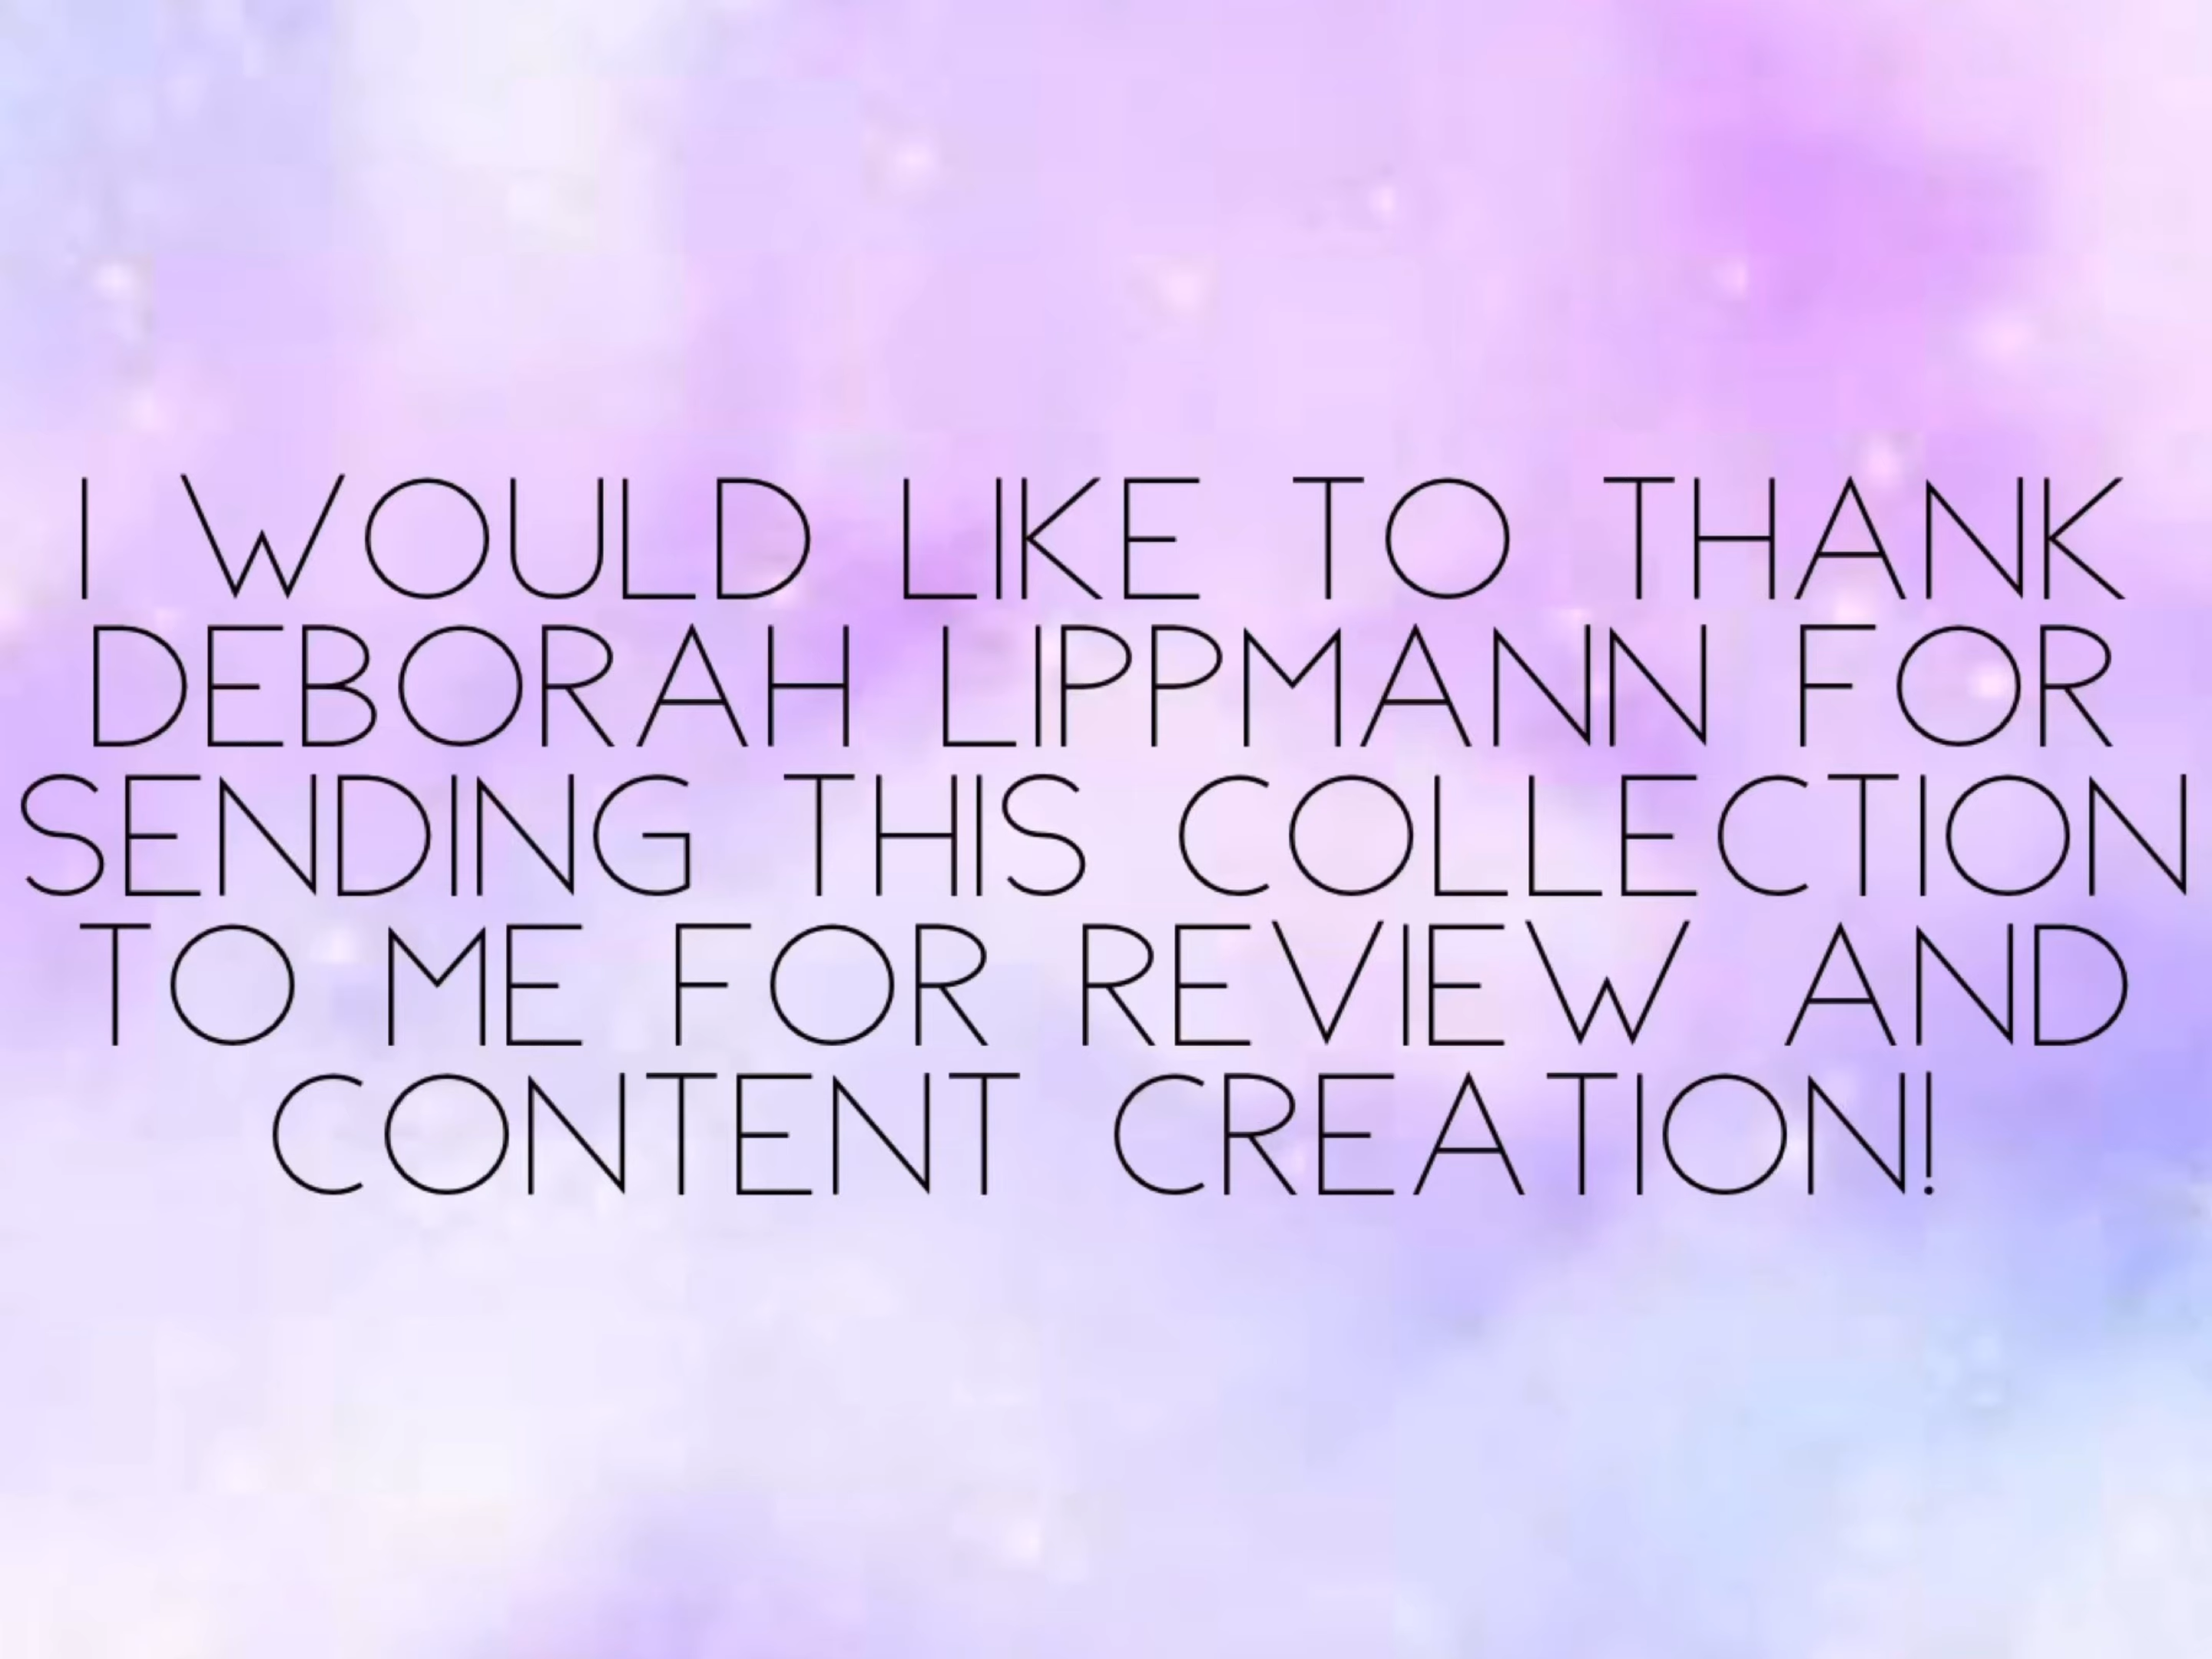 I WOULD LIKE TO THANK
DEBORAH LIPPMANN FOR
SENDING THIS COLLECTION
TO ME FOR REVIEW AND
CONTENT CREATION!